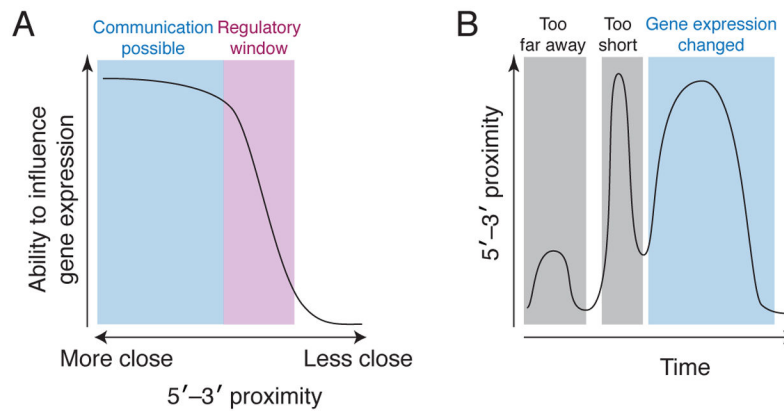 A
Communication possible
Regulatory window
Ability to influence
gene expression
More close
Less close
5′–3′ proximity
B
Too
far away
Too
short
Gene expression
changed
5′–3′ proximity
Time